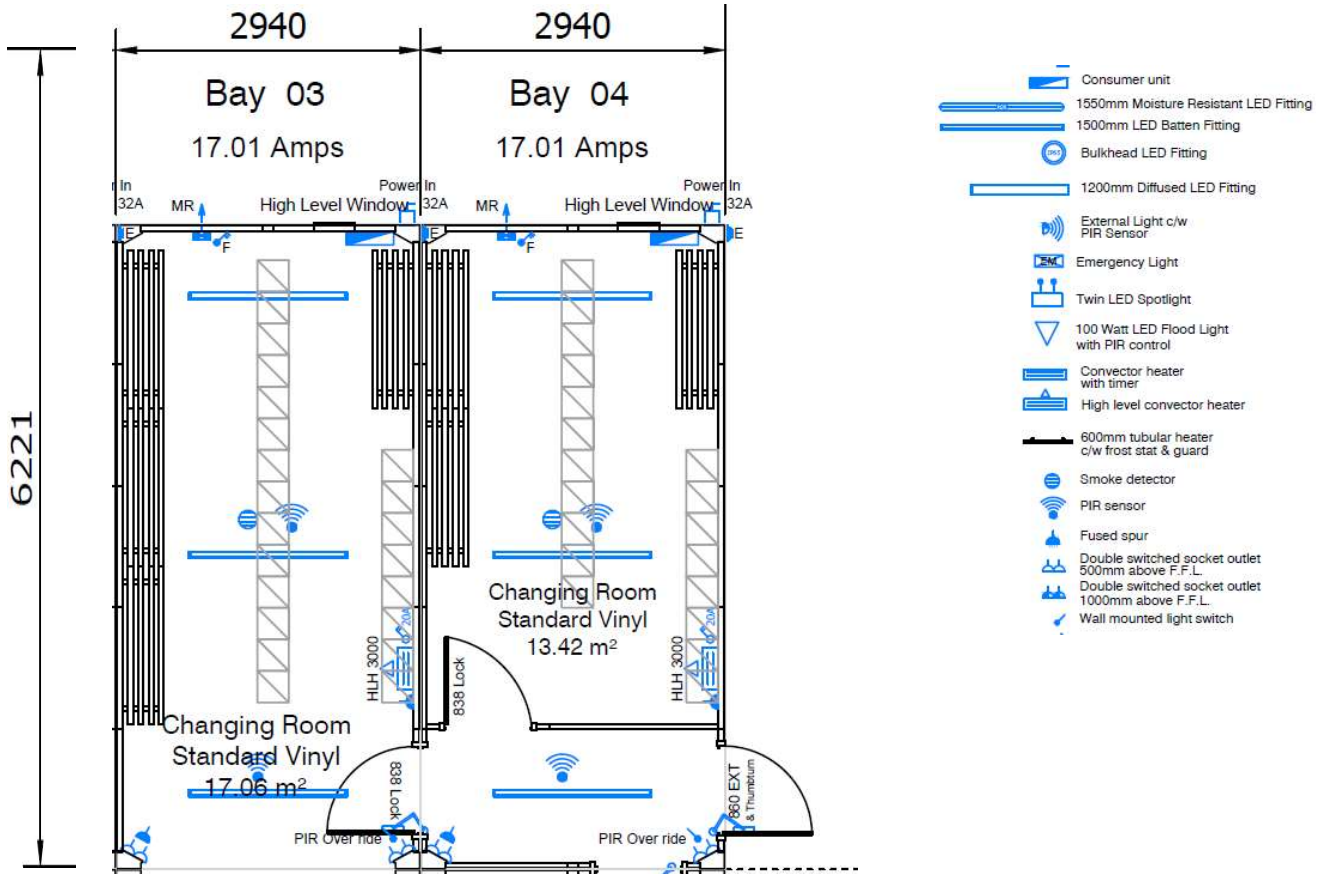 2940
2940
Bay 03
Bay 04
17.01 Amps
17.01 Amps
In
32A
MR
High Level Window
Power In
32A
MR
High Level Window
Power In
32A
E
F
E
F
E
6221
20A
HLH 3000
20A
HLH 3000
Changing Room
Standard Vinyl
13.42 m²
838 Lock
Changing Room
Standard Vinyl
17.06 m²
838 Lock
860 EXT
& Thumbturn
PIR Over ride
PIR Over ride
Consumer unit
1550mm Moisture Resistant LED Fitting
1500mm LED Batten Fitting
Bulkhead LED Fitting
1200mm Diffused LED Fitting
External Light c/w
PIR Sensor
EM
Emergency Light
Twin LED Spotlight
100 Watt LED Flood Light
with PIR control
Convector heater
with timer
High level convector heater
600mm tubular heater
c/w frost stat & guard
Smoke detector
PIR sensor
Fused spur
Double switched socket outlet
500mm above F.F.L.
Double switched socket outlet
1000mm above F.F.L.
Wall mounted light switch